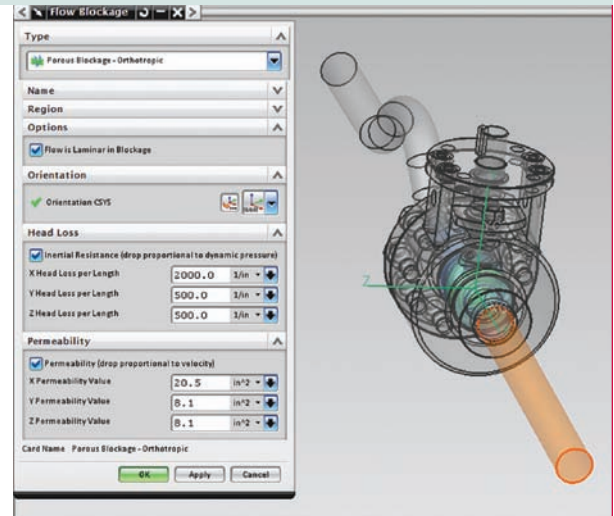 Flow Blockage
Type
Porous Blockage - Orthotropic
Name
Region
Options
Flow is Laminar in Blockage
Orientation
Orientation CSYS
Head Loss
Inertial Resistance (drop proportional to dynamic pressure)
X Head Loss per Length 2000.0 1/in
Y Head Loss per Length 500.0 1/in
Z Head Loss per Length 500.0 1/in
Permeability
Permeability (drop proportional to velocity)
X Permeability Value 20.5 in^2
Y Permeability Value 8.1 in^2
Z Permeability Value 8.1 in^2
Card Name Porous Blockage - Orthotropic
OK Apply Cancel
Z